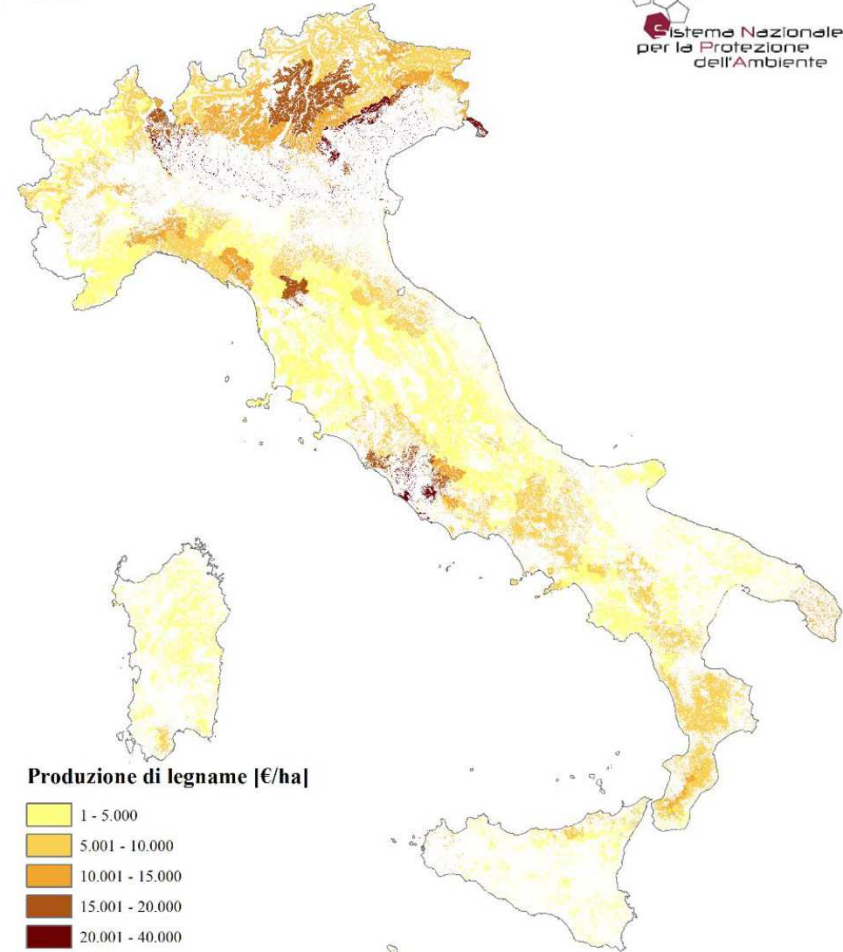 Sistema Nazionale
per la Protezione
dell'Ambiente
Produzione di legname [€/ha]
1 - 5.000
5.001 - 10.000
10.001 - 15.000
15.001 - 20.000
20.001 - 40.000